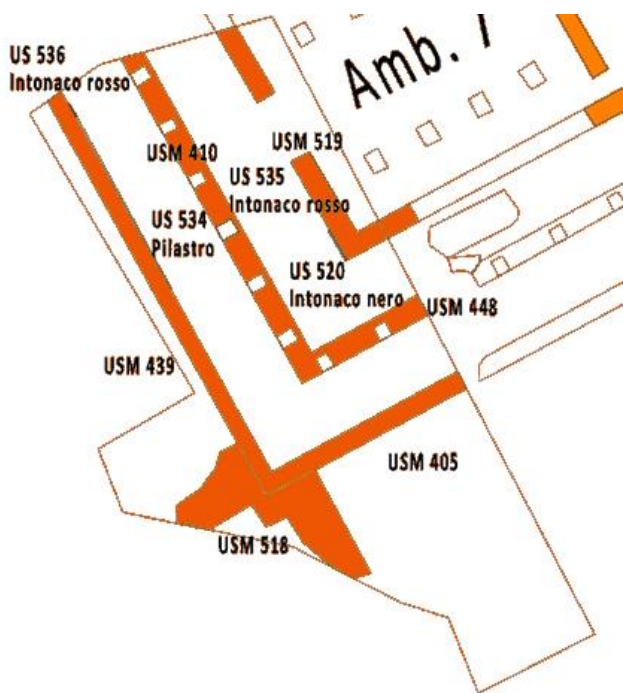 US 536
Intonaco rosso
Amb. 7
USM 519
USM 410
US 535
Intonaco rosso
US 534
Pilastro
US 520
Intonaco nero
USM 448
USM 439
USM 405
USM 518